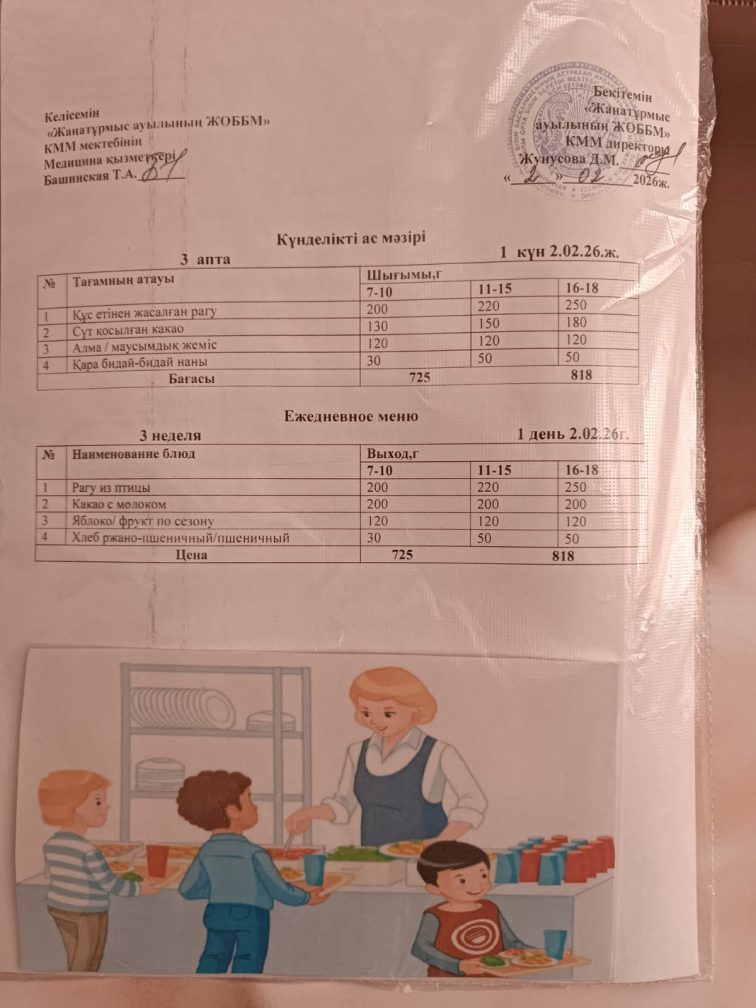 Келісемін
«Жаңатұрмыс ауылының ЖОББМ»
КММ мектебінің
Медицина қызметкері
Башинская Т.А.
Бекітемін
«Жаңатұрмыс
ауылының ЖОББМ»
КММ директоры
Жунусова Д.М.
« 2 » 02 2026ж.
Күнделікті ас мәзірі
3 апта 1 күн 2.02.26.ж.
№ Тағамның атауы Шығымы,г
7-10 11-15 16-18
1 Құс етінен жасалған рагу 200 220 250
2 Сүт қосылған какао 130 150 180
3 Алма / маусымдық жеміс 120 120 120
4 Қара бидай-бидай наны 30 50 50
Бағасы 725 818
Ежедневное меню
3 неделя 1 день 2.02.26г.
№ Наименование блюд Выход,г
7-10 11-15 16-18
1 Рагу из птицы 200 220 250
2 Какао с молоком 200 200 200
3 Яблоко/ фрукт по сезону 120 120 120
4 Хлеб ржано-пшеничный/пшеничный 30 50 50
Цена 725 818